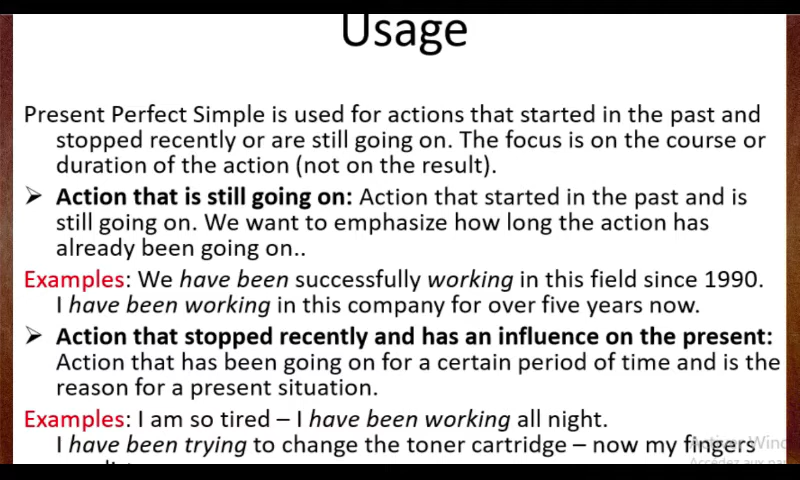 Usage
Present Perfect Simple is used for actions that started in the past and
stopped recently or are still going on. The focus is on the course or
duration of the action (not on the result).
➢ Action that is still going on: Action that started in the past and is
still going on. We want to emphasize how long the action has
already been going on..
Examples: We have been successfully working in this field since 1990.
I have been working in this company for over five years now.
➢ Action that stopped recently and has an influence on the present:
Action that has been going on for a certain period of time and is the
reason for a present situation.
Examples: I am so tired – I have been working all night.
I have been trying to change the toner cartridge – now my fingers